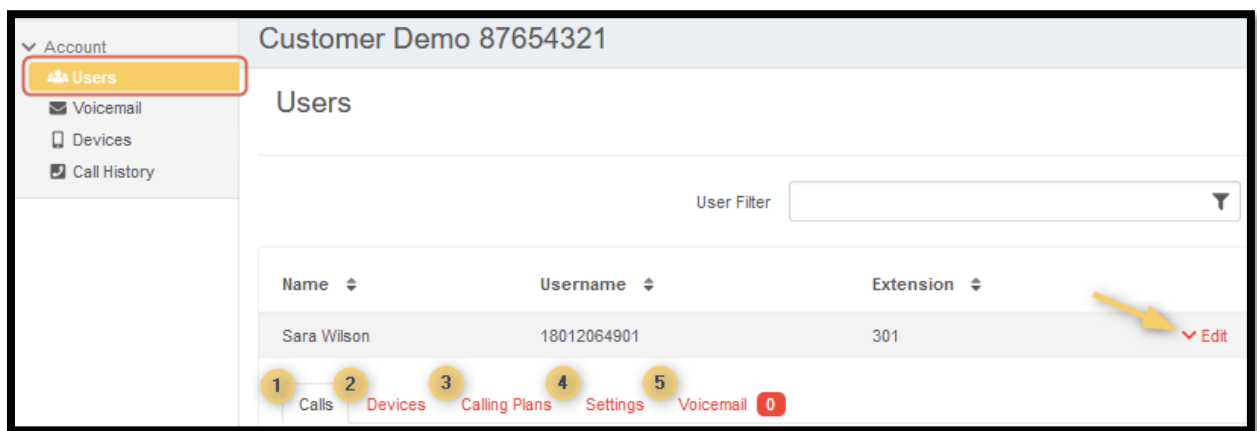 Account
Users
Voicemail
Devices
Call History
Customer Demo 87654321
Users
User Filter
Name Username Extension
Sara Wilson 18012064901 301 Edit
1 2 3 4 5
Calls Devices Calling Plans Settings Voicemail 0